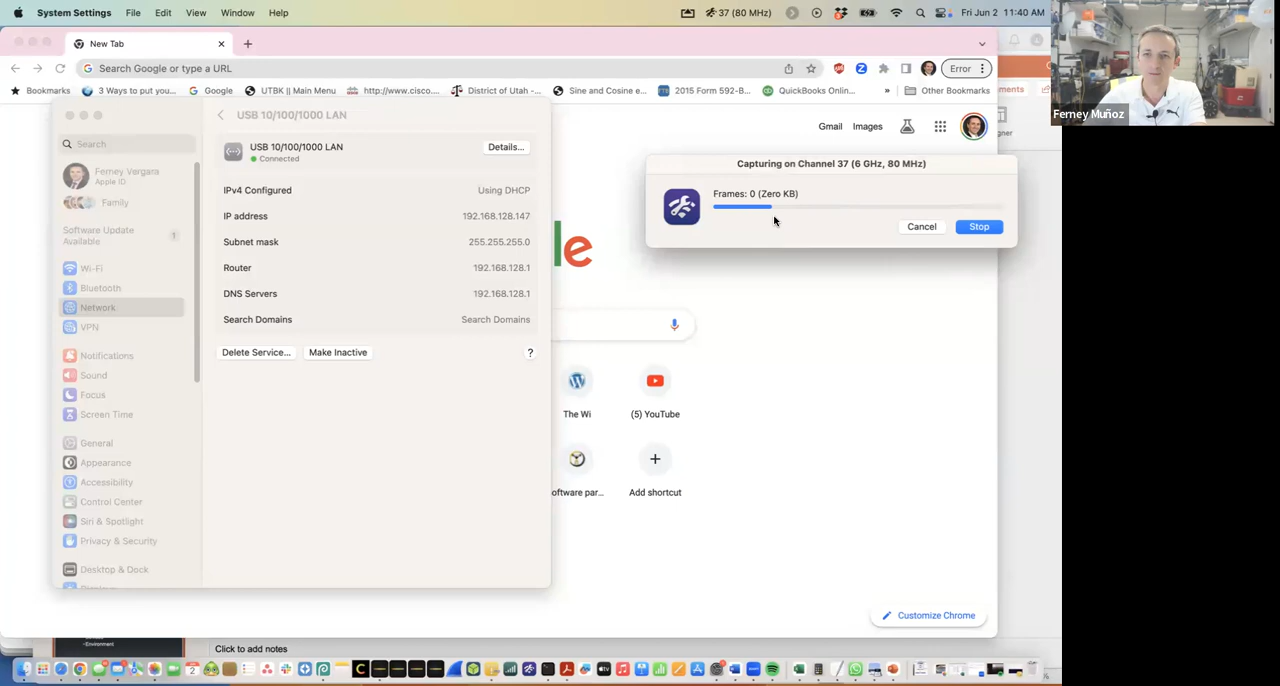 System Settings File Edit View Window Help
37 (80 MHz) Fri Jun 2 11:40 AM
New Tab
Search Google or type a URL
Error
Bookmarks 3 Ways to put you... UTBK || Main Menu Google http://www.cisco.... District of Utah -... Sine and Cosine e... 2015 Form 592-B... QuickBooks Onlin... » Other Bookmarks
Gmail Images
Search
Ferney Vergara
Apple ID
Family
Software Update
Available
1
Wi-Fi
Bluetooth
Network
VPN
Notifications
Sound
Focus
Screen Time
General
Appearance
Accessibility
Control Center
Siri & Spotlight
Privacy & Security
Desktop & Dock
USB 10/100/1000 LAN
USB 10/100/1000 LAN
Connected
Details...
IPv4 Configured Using DHCP
IP address 192.168.128.147
Subnet mask 255.255.255.0
Router 192.168.128.1
DNS Servers 192.168.128.1
Search Domains Search Domains
Delete Service... Make Inactive ?
Capturing on Channel 37 (6 GHz, 80 MHz)
Frames: 0 (Zero KB)
Cancel Stop
le
The Wi
(5) YouTube
oftware par...
Add shortcut
Customize Chrome
-Environment
Click to add notes
ments
gner
Ferney Muñoz